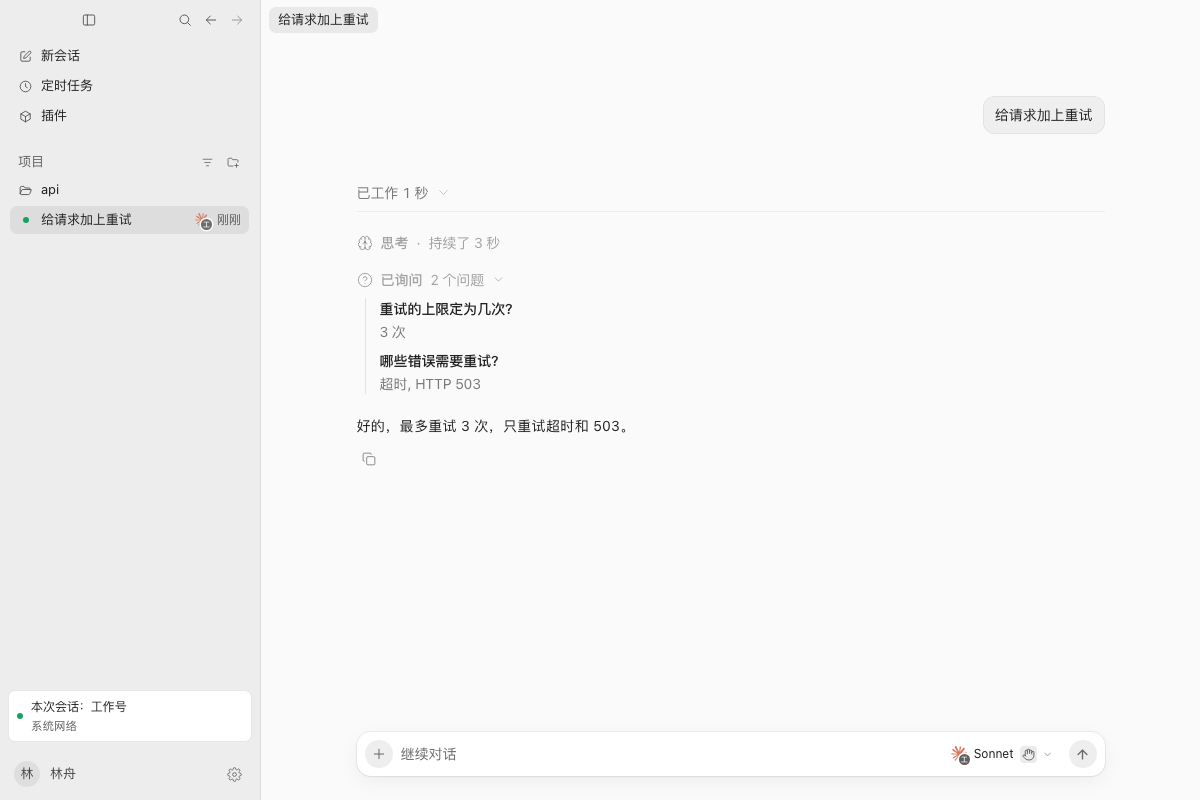 给请求加上重试
新会话
定时任务
插件
项目
api
给请求加上重试 工 刚刚
给请求加上重试
已工作 1 秒
思考 · 持续了 3 秒
已询问 2 个问题
重试的上限定为几次?
3 次
哪些错误需要重试?
超时, HTTP 503
好的，最多重试 3 次，只重试超时和 503。
本次会话：工作号
系统网络
林 林舟
继续对话
工 Sonnet